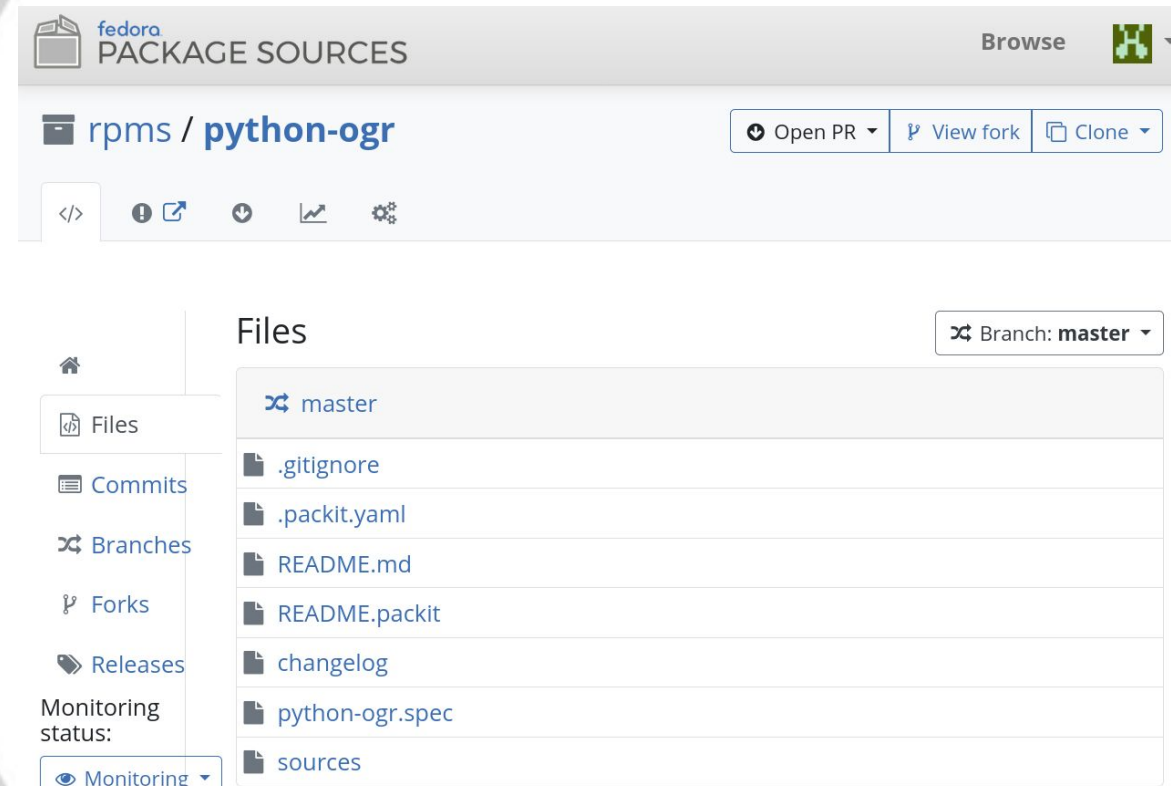 fedora
PACKAGE SOURCES
Browse
rpms / python-ogr
Open PR
View fork
Clone
Files
Branch: master
master
Files
.gitignore
Commits
.packit.yaml
Branches
README.md
Forks
README.packit
Releases
changelog
Monitoring
status:
python-ogr.spec
Monitoring
sources